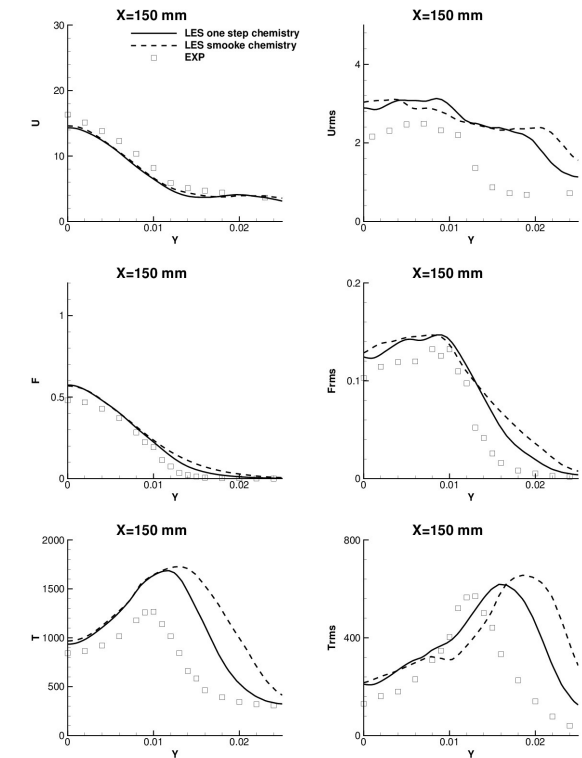 X=150 mm
30
20
10
0
U
0
0.01
0.02
Y
LES one step chemistry
LES smooke chemistry
EXP
X=150 mm
4
2
0
Urms
0
0.01
0.02
Y
X=150 mm
1
0.5
0
F
0
0.01
0.02
Y
X=150 mm
0.2
0.1
0
Frms
0
0.01
0.02
Y
X=150 mm
2000
1500
1000
500
0
T
0
0.01
0.02
Y
X=150 mm
800
400
0
Trms
0
0.01
0.02
Y